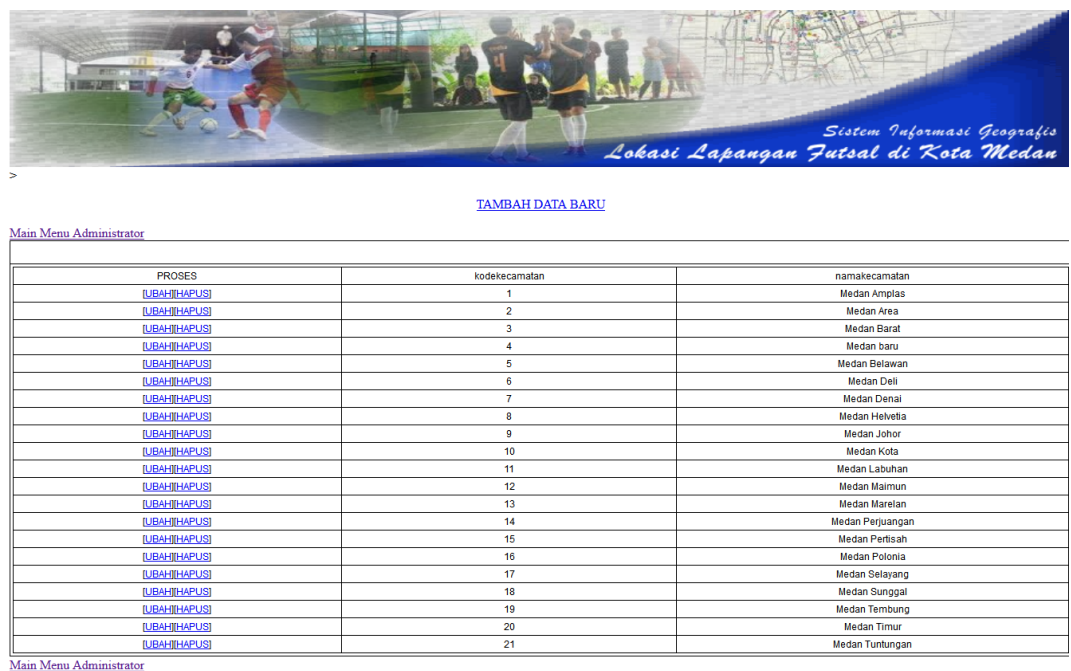 Sistem Informasi Geografis
Lokasi Lapangan Futsal di Kota Medan
>
TAMBAH DATA BARU
Main Menu Administrator
PROSES kodekecamatan namakecamatan
[UBAH][HAPUS] 1 Medan Amplas
[UBAH][HAPUS] 2 Medan Area
[UBAH][HAPUS] 3 Medan Barat
[UBAH][HAPUS] 4 Medan baru
[UBAH][HAPUS] 5 Medan Belawan
[UBAH][HAPUS] 6 Medan Deli
[UBAH][HAPUS] 7 Medan Denai
[UBAH][HAPUS] 8 Medan Helvetia
[UBAH][HAPUS] 9 Medan Johor
[UBAH][HAPUS] 10 Medan Kota
[UBAH][HAPUS] 11 Medan Labuhan
[UBAH][HAPUS] 12 Medan Maimun
[UBAH][HAPUS] 13 Medan Marelan
[UBAH][HAPUS] 14 Medan Perjuangan
[UBAH][HAPUS] 15 Medan Pertisah
[UBAH][HAPUS] 16 Medan Polonia
[UBAH][HAPUS] 17 Medan Selayang
[UBAH][HAPUS] 18 Medan Sunggal
[UBAH][HAPUS] 19 Medan Tembung
[UBAH][HAPUS] 20 Medan Timur
[UBAH][HAPUS] 21 Medan Tuntungan
Main Menu Administrator